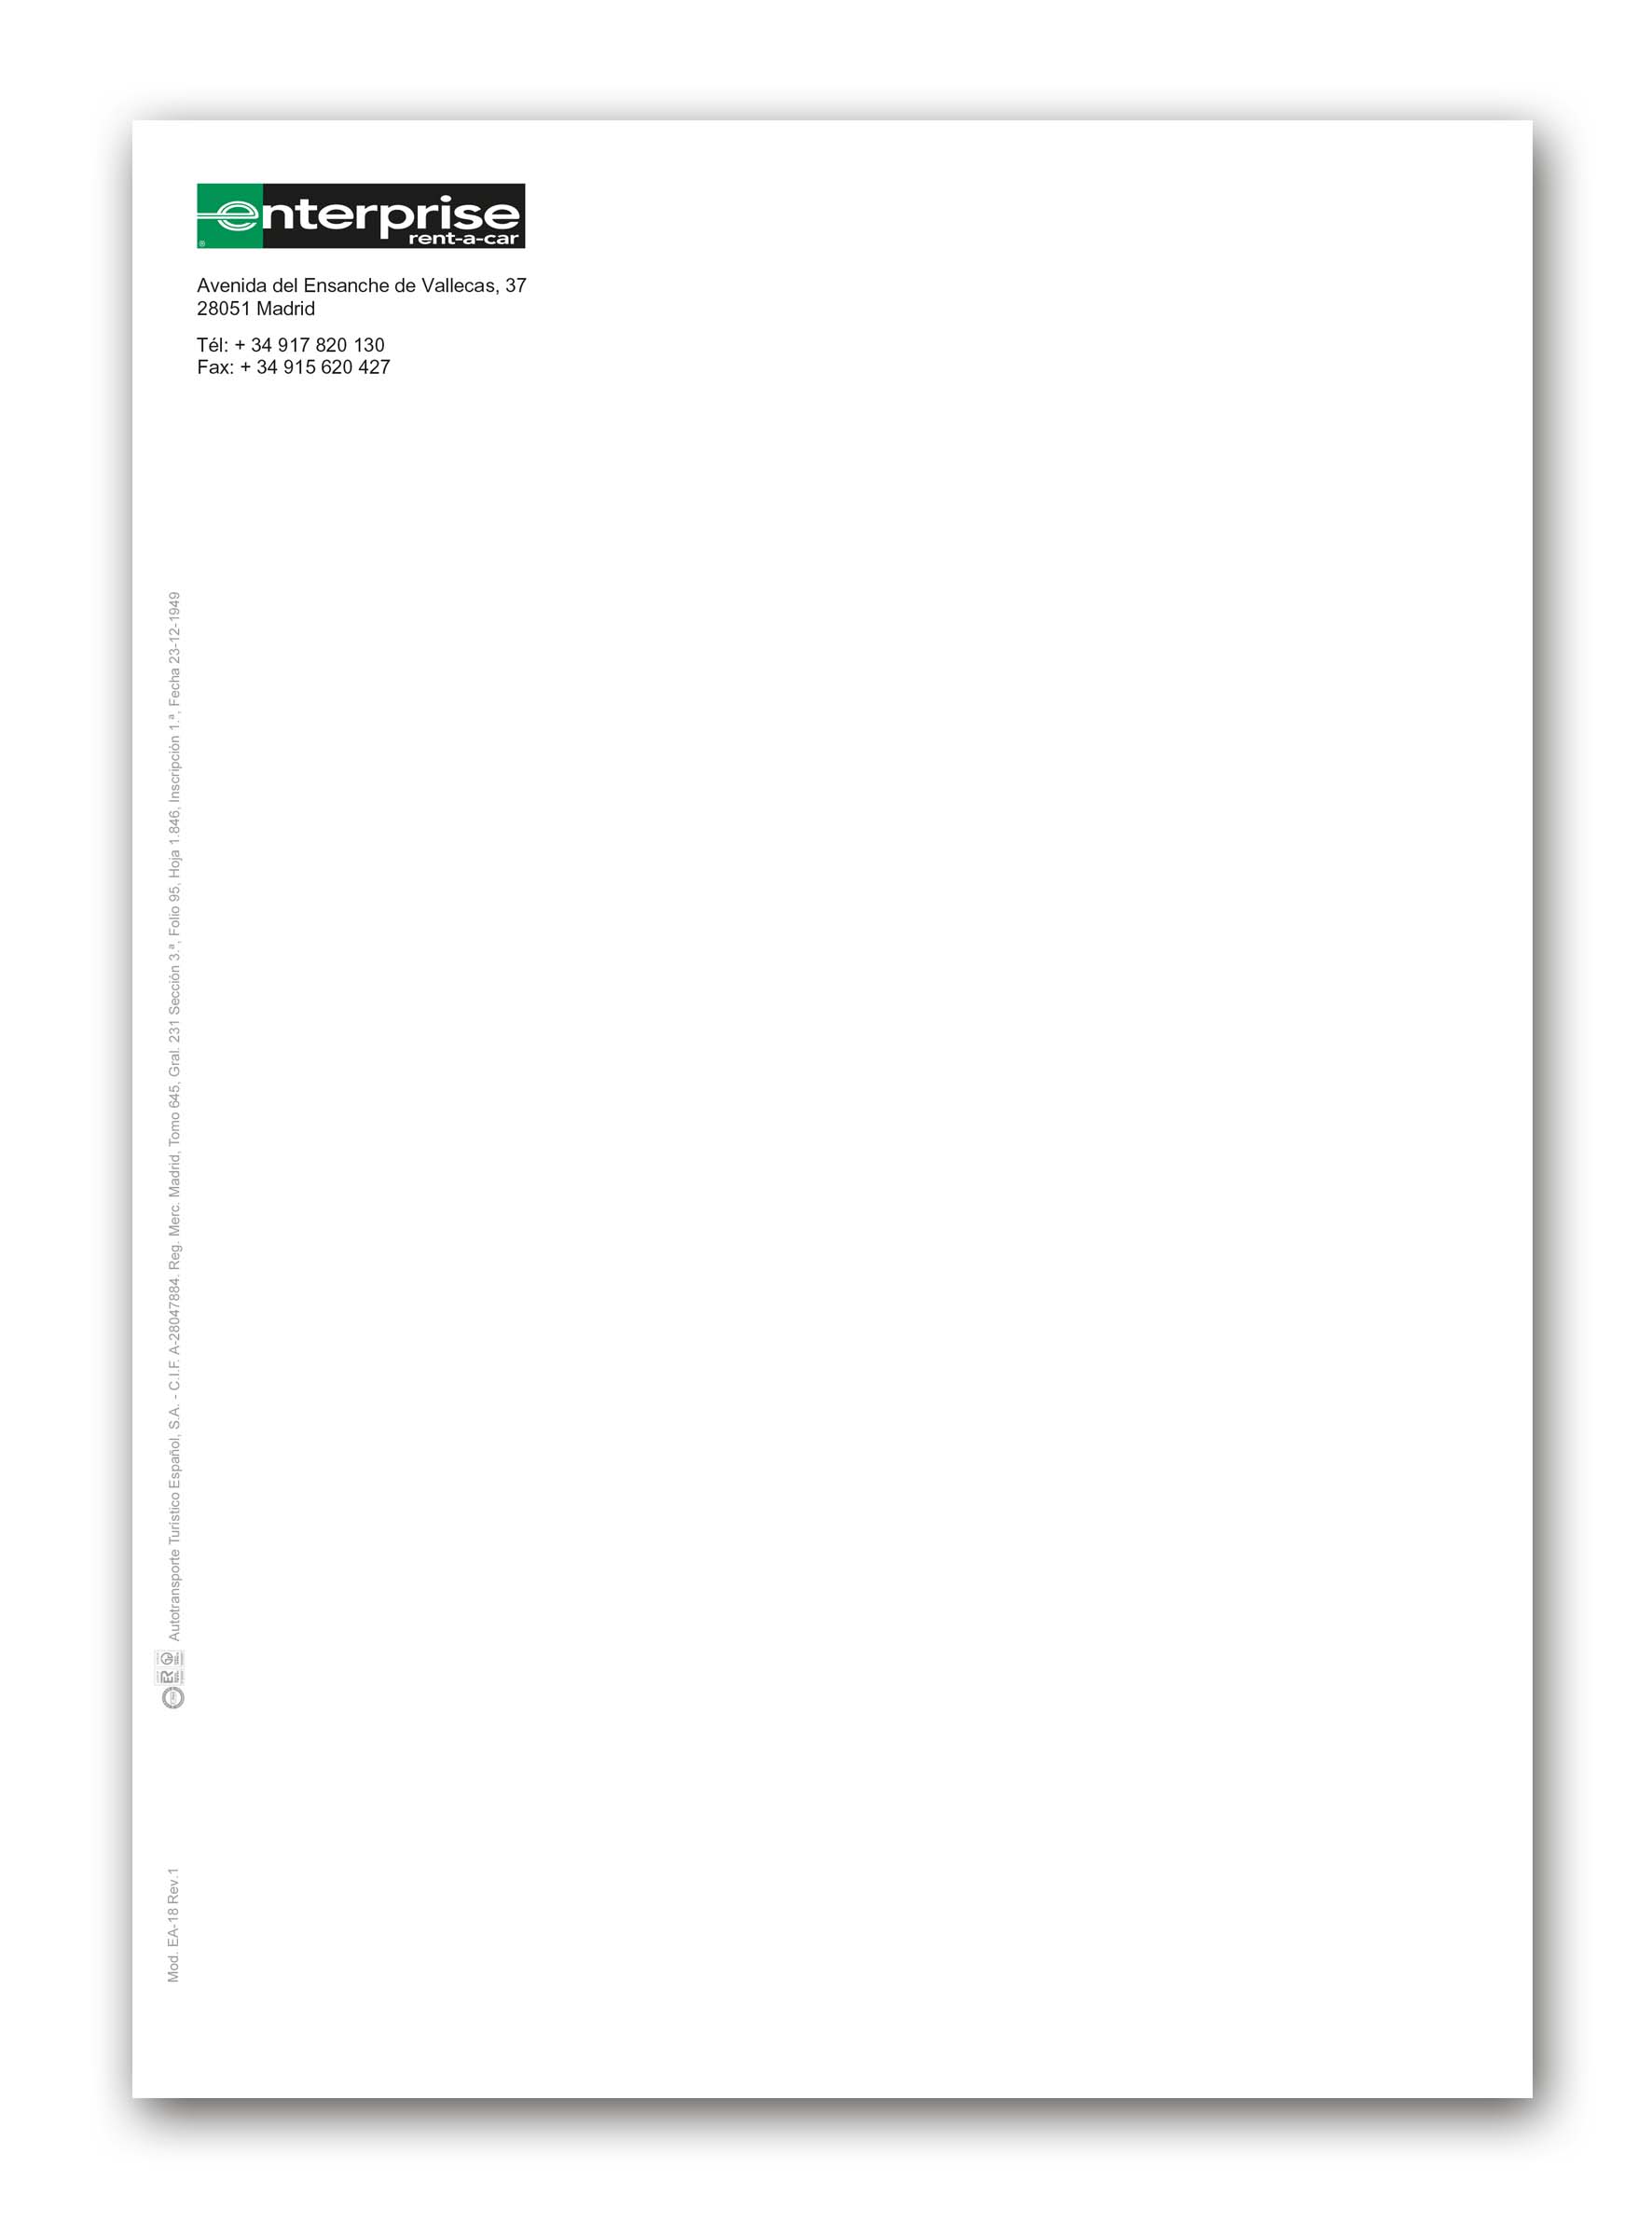 enterprise
rent-a-car
®
Avenida del Ensanche de Vallecas, 37
28051 Madrid
Tél: + 34 917 820 130
Fax: + 34 915 620 427
Autotransporte Turístico Español, S.A. - C.I.F. A-28047884. Reg. Merc. Madrid, Tomo 645, Gral. 231 Sección 3.ª, Folio 95, Hoja 1.846, Inscripción 1.ª, Fecha 23-12-1949
ER
Mod. EA-18 Rev.1